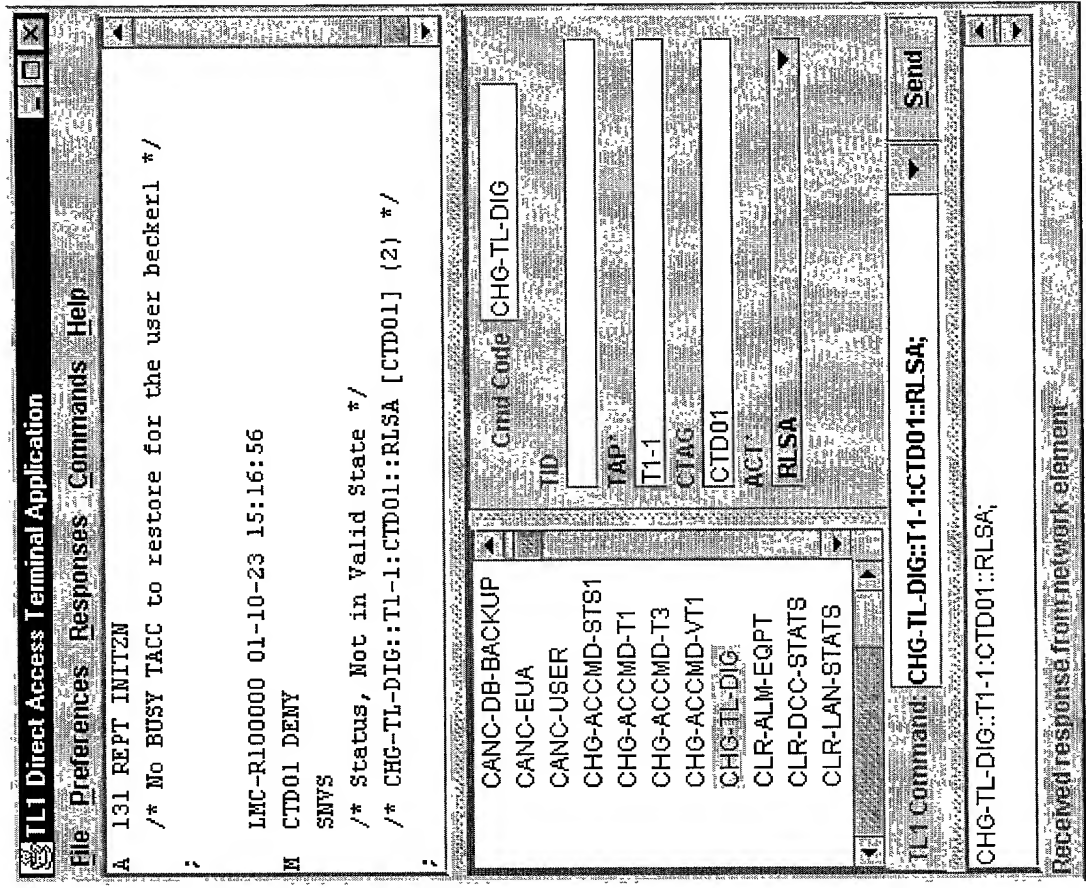 TL1 Direct Access Terminal Application
File Preferences Responses Commands Help
A 131 REPT INITZN
/* No BUSY TACC to restore for the user beckerl */
;
LMC-R100000 01-10-23 15:16:56
M CTD01 DENY
SNVS
/* Status, Not in Valid State */
/* CHG-TL-DIG::T1-1:CTD01::RLSA [CTD01] (2) */
;
CANC-DB-BACKUP
CANC-EUA
CANC-USER
CHG-ACCMD-STS1
CHG-ACCMD-T1
CHG-ACCMD-T3
CHG-ACCMD-VT1
CHG-TL-DIG
CLR-ALM-EQPT
CLR-DCC-STATS
CLR-LAN-STATS
Cmd Code CHG-TL-DIG
TID
TAP*
T1-1
CTAG
CTD01
ACT*
RLSA
TL1 Command: CHG-TL-DIG::T1-1:CTD01::RLSA; Send
CHG-TL-DIG::T1-1:CTD01::RLSA;
Received response from network element